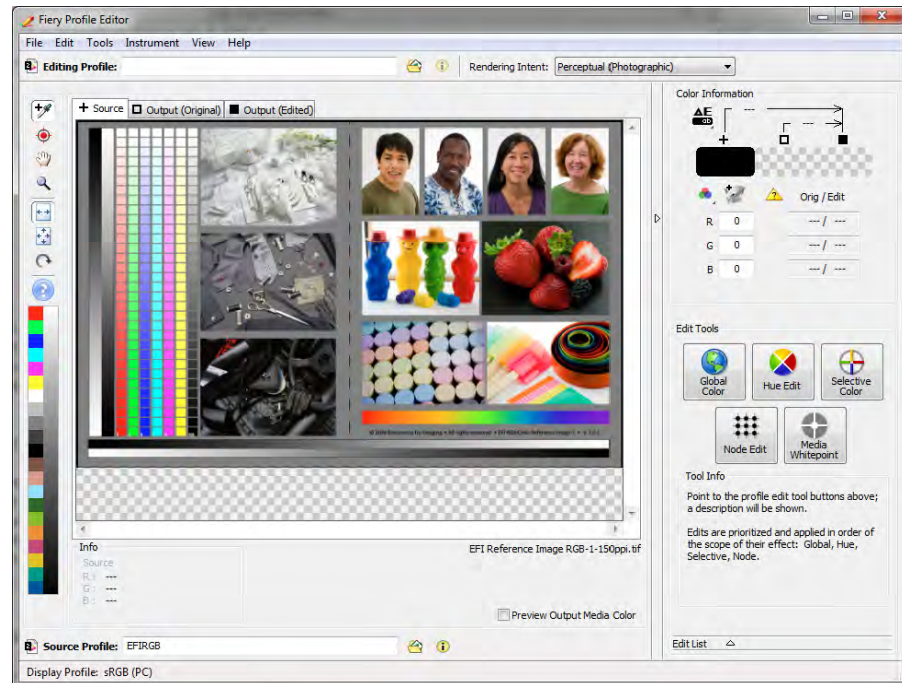 Fiery Profile Editor
File Edit Tools Instrument View Help
Editing Profile:
Rendering Intent: Perceptual (Photographic)
Source Output (Original) Output (Edited)
Color Information
ΔE
ab
---
---
Orig / Edit
R 0 --- / ---
G 0 --- / ---
B 0 --- / ---
Edit Tools
Global Color
Hue Edit
Selective Color
Node Edit
Media Whitepoint
Tool Info
Point to the profile edit tool buttons above;
a description will be shown.
Edits are prioritized and applied in order of
the scope of their effect: Global, Hue,
Selective, Node.
Info
EFI Reference Image RGB-1-150ppi.tif
Source
R : ---
G : ---
B : ---
Preview Output Media Color
Source Profile: EFIRGB
Edit List
Display Profile: sRGB (PC)